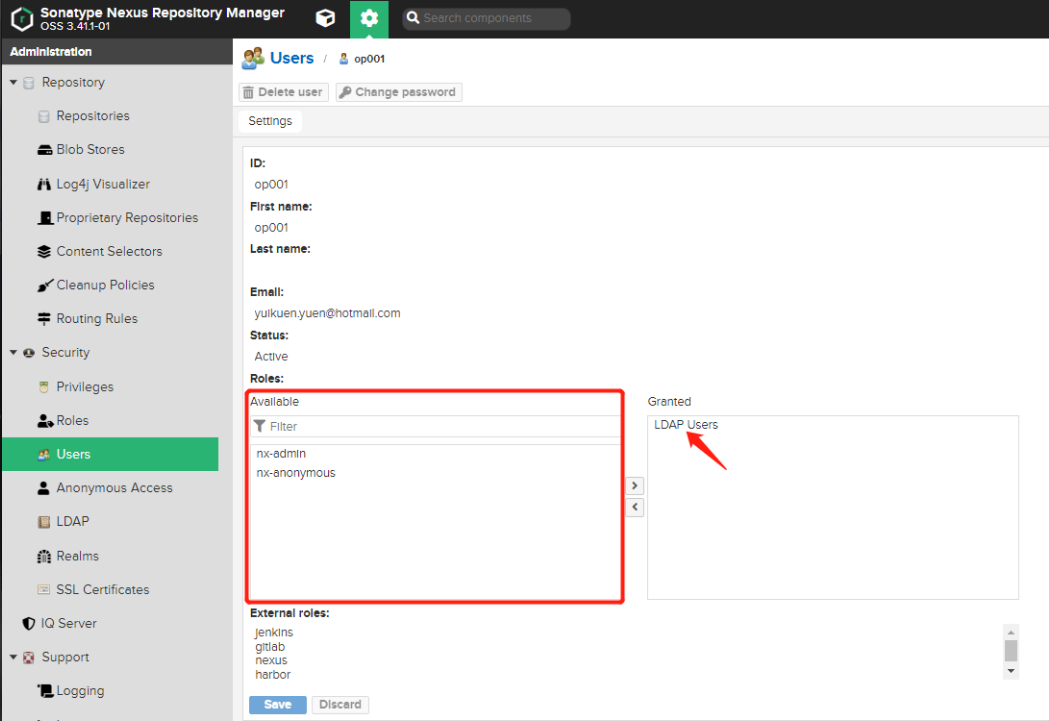 Sonatype Nexus Repository Manager
OSS 3.41.1-01
Search components
Administration
Repository
Repositories
Blob Stores
Log4j Visualizer
Proprietary Repositories
Content Selectors
Cleanup Policies
Routing Rules
Security
Privileges
Roles
Users
Anonymous Access
LDAP
Realms
SSL Certificates
IQ Server
Support
Logging
Users / op001
Delete user Change password
Settings
ID:
op001
First name:
op001
Last name:
Email:
yuikuen.yuen@hotmail.com
Status:
Active
Roles:
Available
Filter
nx-admin
nx-anonymous
>
<
Granted
LDAP Users
External roles:
jenkins
gitlab
nexus
harbor
Save Discard